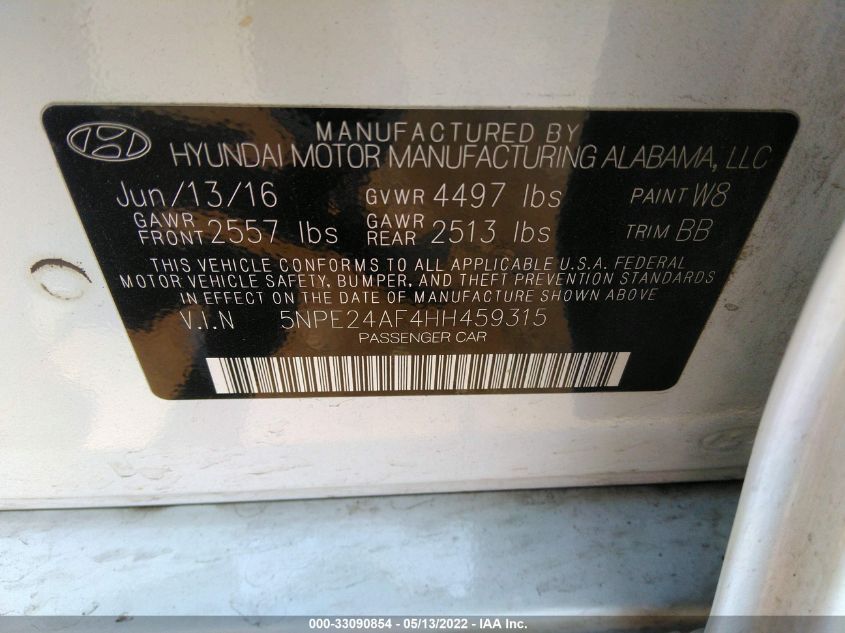 MANUFACTURED BY
HYUNDAI MOTOR MANUFACTURING ALABAMA, LLC
Jun/13/16 GVWR 4497 lbs PAINT W8
GAWR FRONT 2557 lbs GAWR REAR 2513 lbs TRIM BB
THIS VEHICLE CONFORMS TO ALL APPLICABLE U.S.A. FEDERAL
MOTOR VEHICLE SAFETY, BUMPER, AND THEFT PREVENTION STANDARDS
IN EFFECT ON THE DATE OF MANUFACTURE SHOWN ABOVE
V.I.N 5NPE24AF4HH459315
PASSENGER CAR
000-33090854 - 05/13/2022 - IAA Inc.